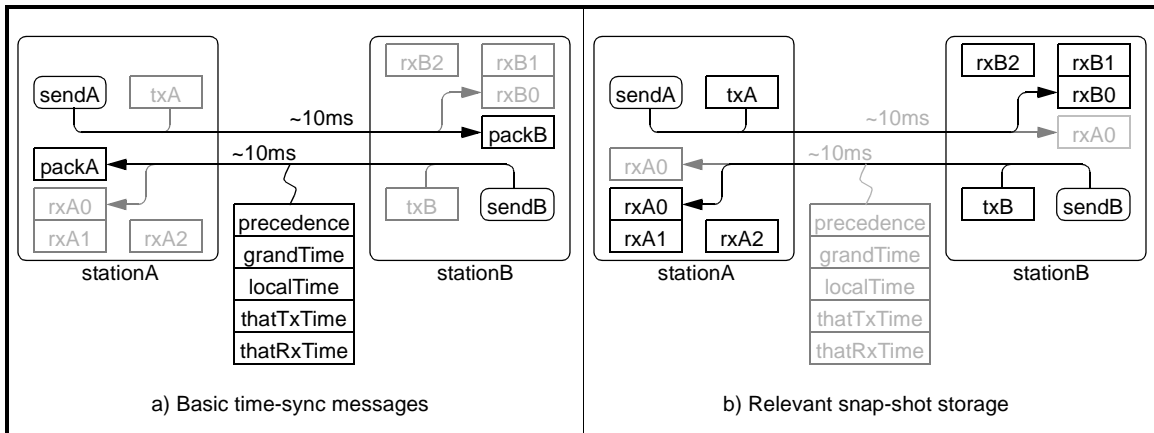 rxB2 rxB1
sendA txA rxB0
~10ms
packB
~10ms
packA
rxA0 txB sendB
rxA1 rxA2
precedence
stationA stationB
grandTime
localTime
thatTxTime
thatRxTime
a) Basic time-sync messages
rxB2 rxB1
sendA txA rxB0
~10ms
rxA0
~10ms
rxA0
rxA0 txB sendB
rxA1 rxA2
precedence
stationA stationB
grandTime
localTime
thatTxTime
thatRxTime
b) Relevant snap-shot storage